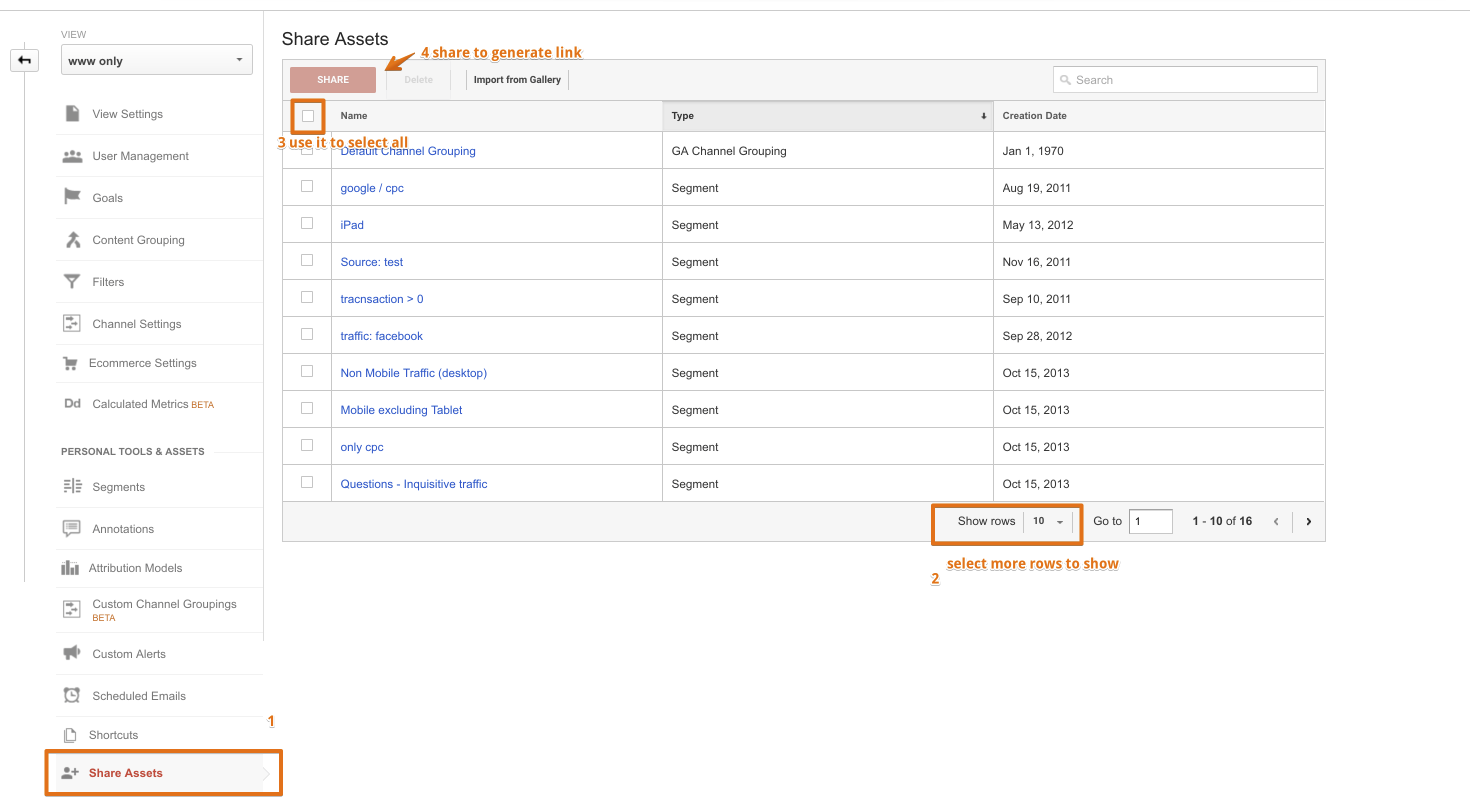 VIEW
www only
View Settings
User Management
Goals
Content Grouping
Filters
Channel Settings
Ecommerce Settings
Dd Calculated Metrics BETA
PERSONAL TOOLS & ASSETS
Segments
Annotations
Attribution Models
Custom Channel Groupings
BETA
Custom Alerts
Scheduled Emails
1
Shortcuts
Share Assets
Share Assets
4 share to generate link
SHARE Delete Import from Gallery Search
Name Type Creation Date
3 use it to select all
Default Channel Grouping GA Channel Grouping Jan 1, 1970
google / cpc Segment Aug 19, 2011
iPad Segment May 13, 2012
Source: test Segment Nov 16, 2011
tracnsaction > 0 Segment Sep 10, 2011
traffic: facebook Segment Sep 28, 2012
Non Mobile Traffic (desktop) Segment Oct 15, 2013
Mobile excluding Tablet Segment Oct 15, 2013
only cpc Segment Oct 15, 2013
Questions - Inquisitive traffic Segment Oct 15, 2013
Show rows 10 Go to 1 1 - 10 of 16
select more rows to show
2